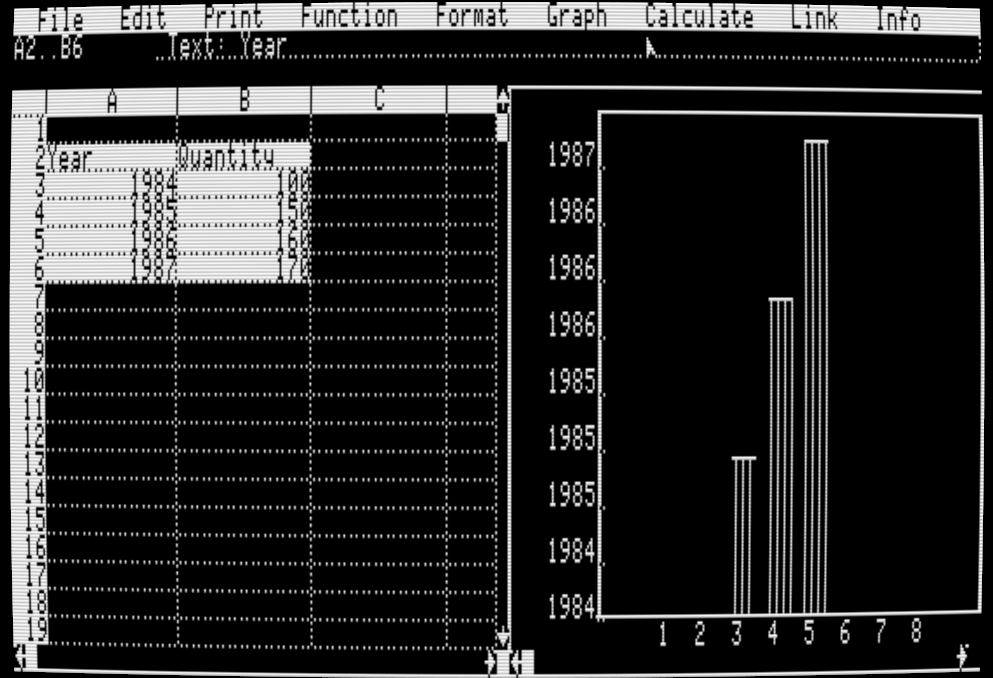 File Edit Print Function Format Graph Calculate Link Info
A2..B6 Text: Year
A B C
1
2 Year Quantity
3 1984 100
4 1985 150
5 1986 160
6 1987 170
7
8
9
10
11
12
13
14
15
16
17
18
19
1987
1986
1986
1986
1985
1985
1985
1984
1984
1 2 3 4 5 6 7 8